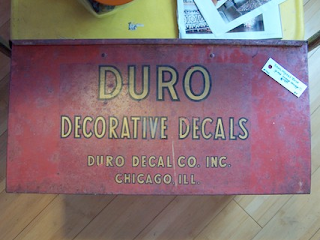 DURO
DECORATIVE DECALS
DURO DECAL CO. INC.
CHICAGO, ILL.